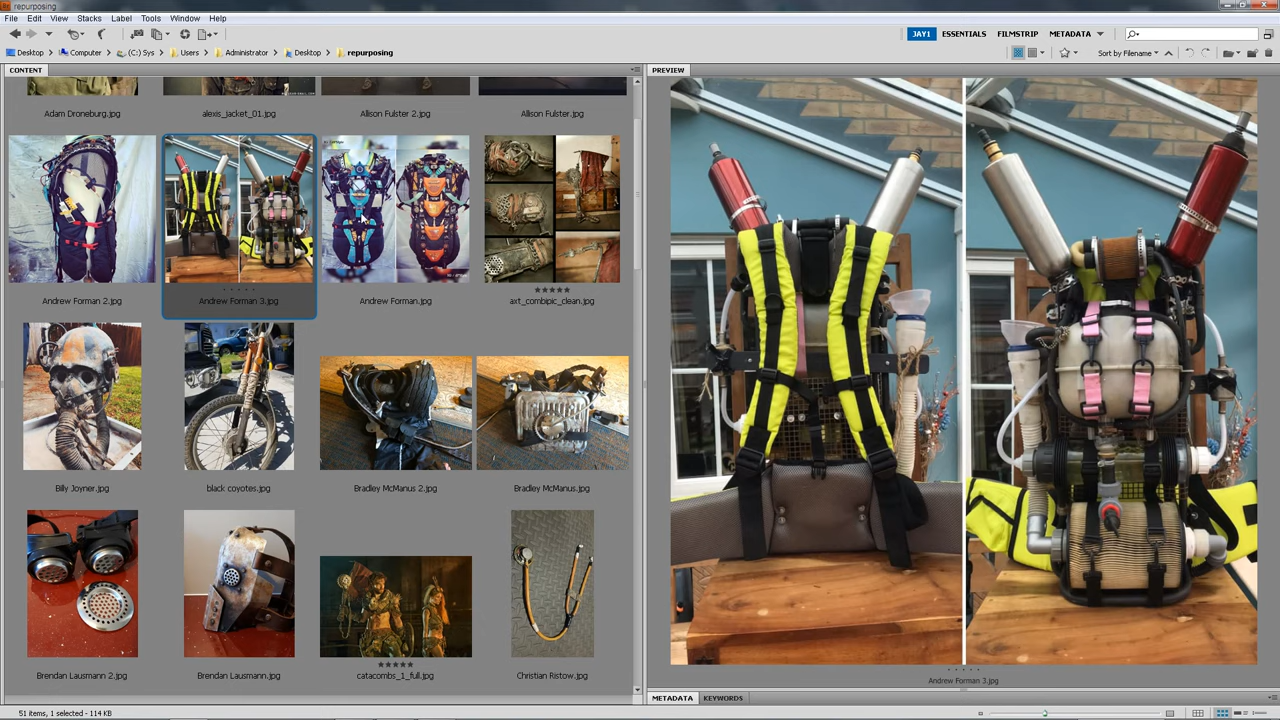 repurposing
File Edit View Stacks Label Tools Window Help
JAY1 ESSENTIALS FILMSTRIP METADATA
Desktop Computer (C:) Sys Users Administrator Desktop repurposing
Sort by Filename
CONTENT
PREVIEW
Adam Droneburg.jpg alexis_jacket_01.jpg Allison Fulster 2.jpg Allison Fulster.jpg
Andrew Forman 2.jpg Andrew Forman 3.jpg Andrew Forman.jpg axt_combipic_clean.jpg
Billy Joyner.jpg black coyotes.jpg Bradley McManus 2.jpg Bradley McManus.jpg
Brendan Lausmann 2.jpg Brendan Lausmann.jpg catacombs_1_full.jpg Christian Ristow.jpg
Andrew Forman 3.jpg
METADATA KEYWORDS
51 items, 1 selected - 114 KB